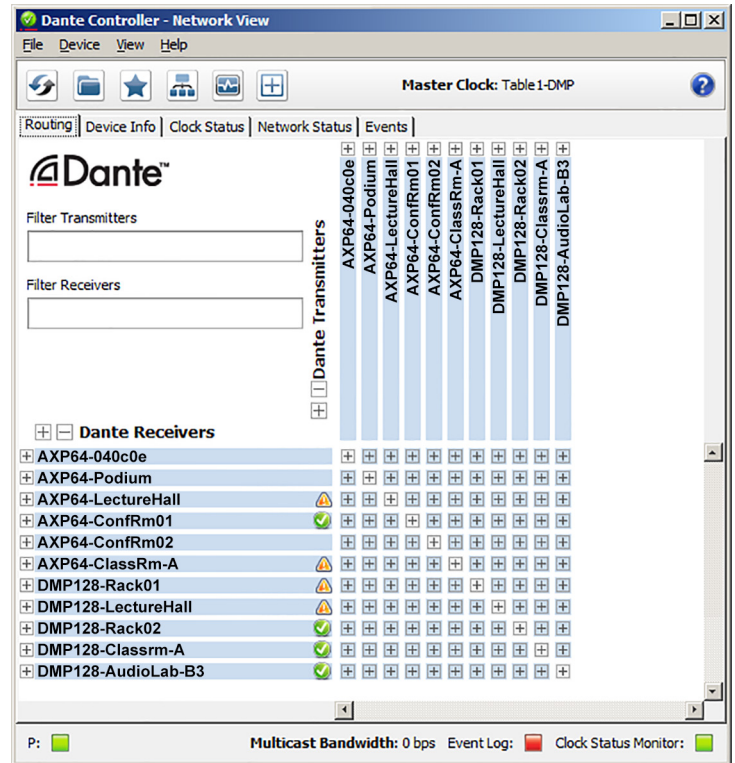 Dante Controller - Network View
File Device View Help
Master Clock: Table1-DMP
Routing Device Info Clock Status Network Status Events
Dante™
Filter Transmitters
Filter Receivers
Dante Transmitters
AXP64-040c0e
AXP64-Podium
AXP64-LectureHall
AXP64-ConfRm01
AXP64-ConfRm02
AXP64-ClassRm-A
DMP128-Rack01
DMP128-LectureHall
DMP128-Rack02
DMP128-Classrm-A
DMP128-AudioLab-B3
Dante Receivers
AXP64-040c0e
AXP64-Podium
AXP64-LectureHall
AXP64-ConfRm01
AXP64-ConfRm02
AXP64-ClassRm-A
DMP128-Rack01
DMP128-LectureHall
DMP128-Rack02
DMP128-Classrm-A
DMP128-AudioLab-B3
P: Multicast Bandwidth: 0 bps Event Log: Clock Status Monitor: